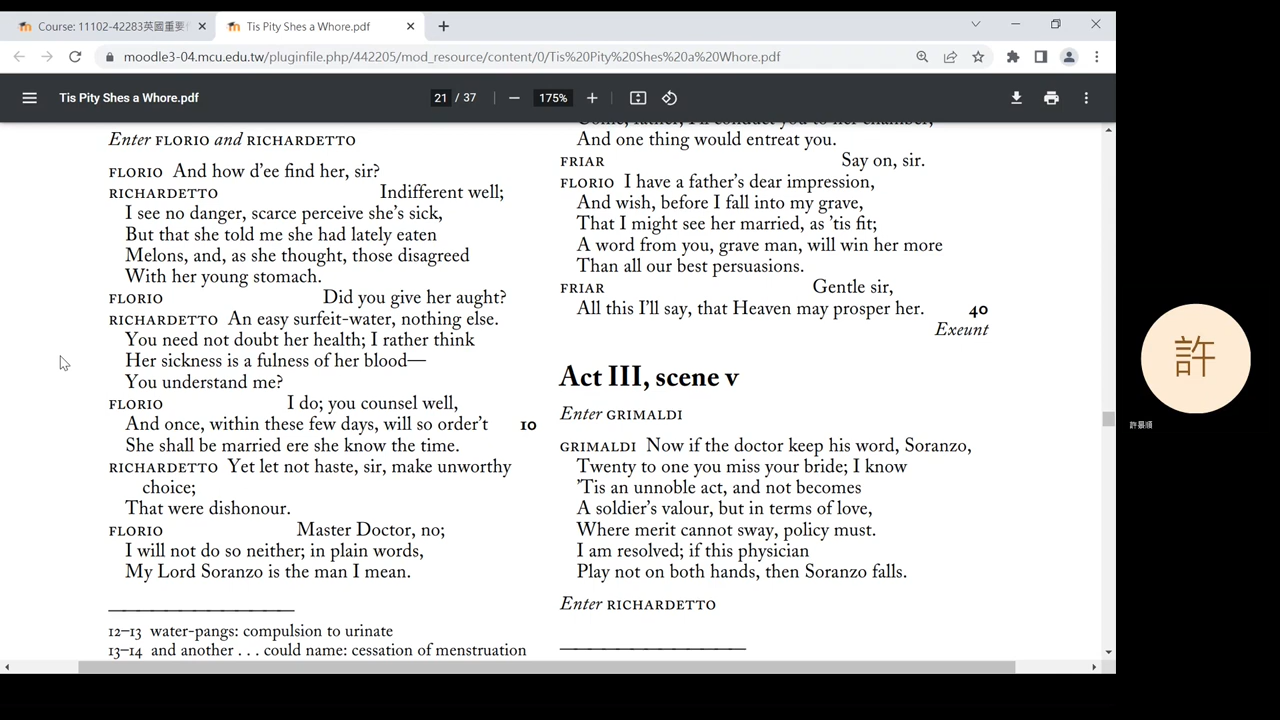 Course: 11102-42283英國重要
Tis Pity Shes a Whore.pdf
moodle3-04.mcu.edu.tw/pluginfile.php/442205/mod_resource/content/0/Tis%20Pity%20Shes%20a%20Whore.pdf
Tis Pity Shes a Whore.pdf
21 / 37
175%
Enter FLORIO and RICHARDETTO
FLORIO And how d'ee find her, sir?
RICHARDETTO Indifferent well;
I see no danger, scarce perceive she's sick,
But that she told me she had lately eaten
Melons, and, as she thought, those disagreed
With her young stomach.
FLORIO Did you give her aught?
RICHARDETTO An easy surfeit-water, nothing else.
You need not doubt her health; I rather think
Her sickness is a fulness of her blood—
You understand me?
FLORIO I do; you counsel well,
And once, within these few days, will so order't 10
She shall be married ere she know the time.
RICHARDETTO Yet let not haste, sir, make unworthy
choice;
That were dishonour.
FLORIO Master Doctor, no;
I will not do so neither; in plain words,
My Lord Soranzo is the man I mean.
12–13 water-pangs: compulsion to urinate
13–14 and another . . . could name: cessation of menstruation
Come, father, I'll conduct you to her chamber,
And one thing would entreat you.
FRIAR Say on, sir.
FLORIO I have a father's dear impression,
And wish, before I fall into my grave,
That I might see her married, as 'tis fit;
A word from you, grave man, will win her more
Than all our best persuasions.
FRIAR Gentle sir,
All this I'll say, that Heaven may prosper her. 40
Exeunt
Act III, scene v
Enter GRIMALDI
GRIMALDI Now if the doctor keep his word, Soranzo,
Twenty to one you miss your bride; I know
'Tis an unnoble act, and not becomes
A soldier's valour, but in terms of love,
Where merit cannot sway, policy must.
I am resolved; if this physician
Play not on both hands, then Soranzo falls.
Enter RICHARDETTO
許
許景順